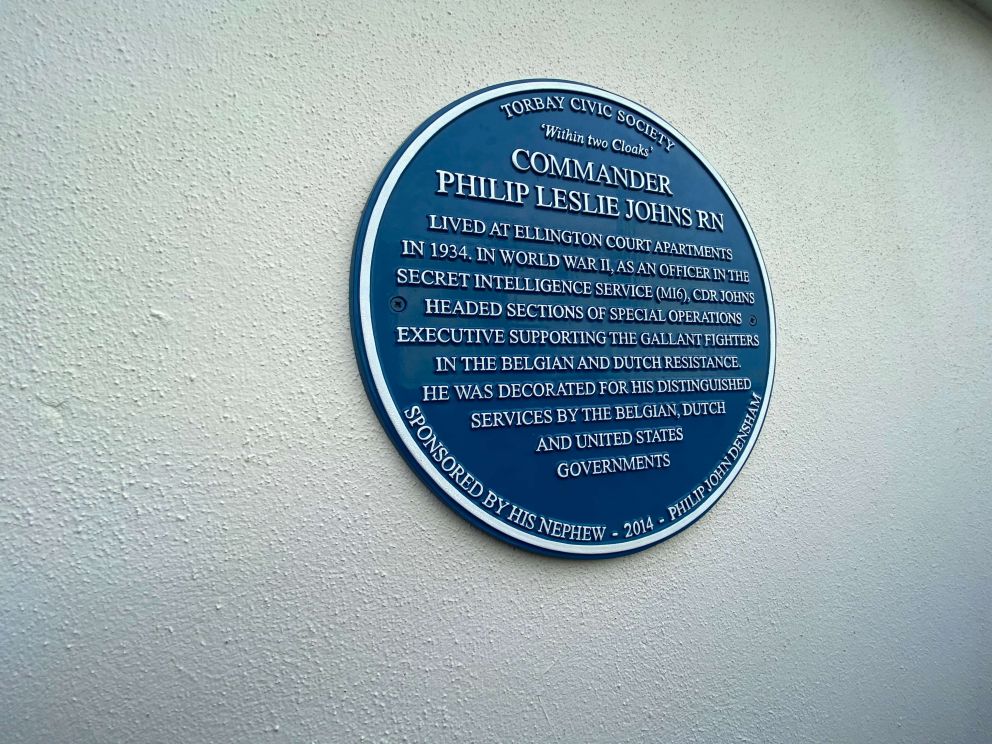 TORBAY CIVIC SOCIETY
'Within two Cloaks'
COMMANDER
PHILIP LESLIE JOHNS RN
LIVED AT ELLINGTON COURT APARTMENTS
IN 1934. IN WORLD WAR II, AS AN OFFICER IN THE
SECRET INTELLIGENCE SERVICE (MI6), CDR JOHNS
HEADED SECTIONS OF SPECIAL OPERATIONS
EXECUTIVE SUPPORTING THE GALLANT FIGHTERS
IN THE BELGIAN AND DUTCH RESISTANCE.
HE WAS DECORATED FOR HIS DISTINGUISHED
SERVICES BY THE BELGIAN, DUTCH
AND UNITED STATES
GOVERNMENTS
SPONSORED BY HIS NEPHEW - 2014 - PHILIP JOHN DENSHAM